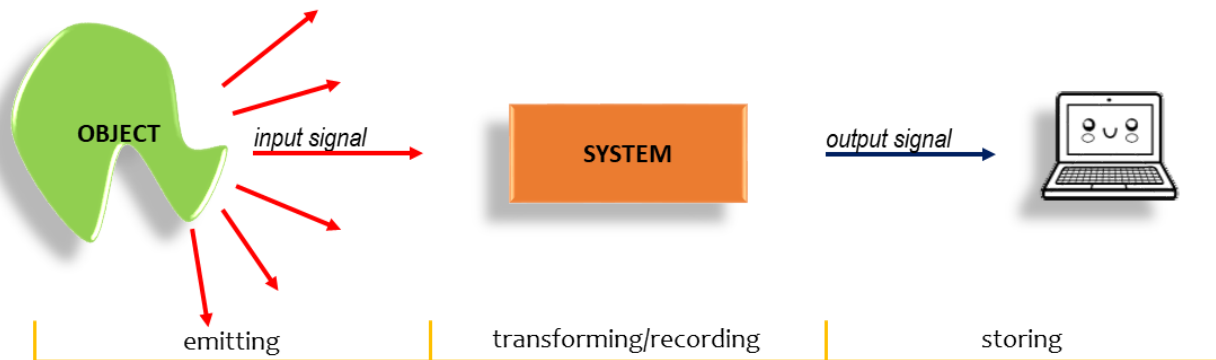 OBJECT
input signal
SYSTEM
output signal
emitting
transforming/recording
storing